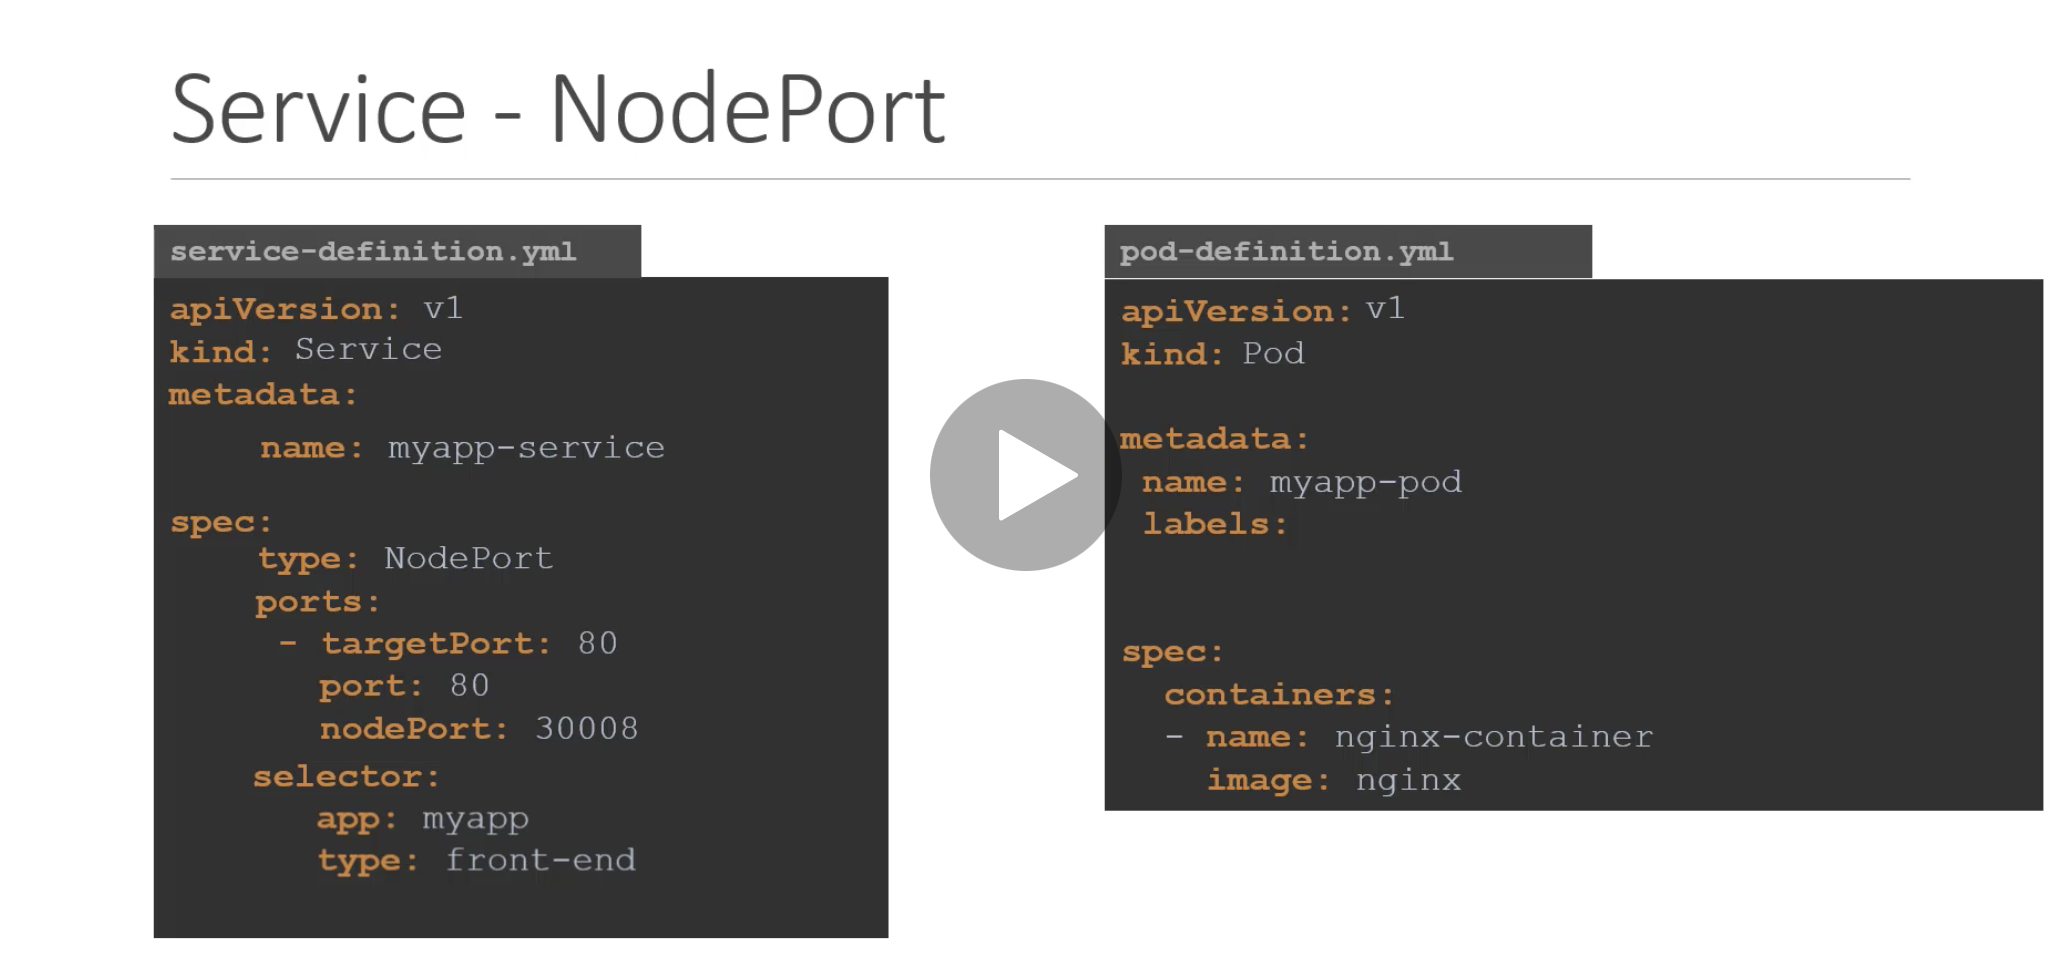 Service - NodePort
service-definition.yml
apiVersion: v1
kind: Service
metadata:
name: myapp-service
spec:
type: NodePort
ports:
- targetPort: 80
port: 80
nodePort: 30008
selector:
app: myapp
type: front-end
pod-definition.yml
apiVersion: v1
kind: Pod
metadata:
name: myapp-pod
labels:
spec:
containers:
- name: nginx-container
image: nginx